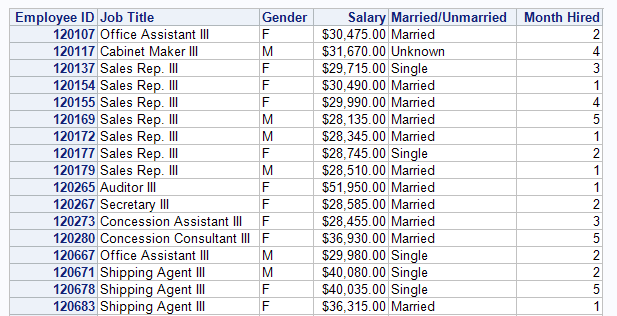 Employee ID Job Title Gender Salary Married/Unmarried Month Hired
120107 Office Assistant III F $30,475.00 Married 2
120117 Cabinet Maker III M $31,670.00 Unknown 4
120137 Sales Rep. III F $29,715.00 Single 3
120154 Sales Rep. III F $30,490.00 Married 1
120155 Sales Rep. III F $29,990.00 Married 4
120169 Sales Rep. III M $28,135.00 Married 5
120172 Sales Rep. III M $28,345.00 Married 1
120177 Sales Rep. III F $28,745.00 Single 2
120179 Sales Rep. III M $28,510.00 Married 1
120265 Auditor III F $51,950.00 Married 1
120267 Secretary III F $28,585.00 Married 2
120273 Concession Assistant III F $28,455.00 Married 3
120280 Concession Consultant III F $36,930.00 Married 5
120667 Office Assistant III M $29,980.00 Single 2
120671 Shipping Agent III M $40,080.00 Single 2
120678 Shipping Agent III F $40,035.00 Single 5
120683 Shipping Agent III F $36,315.00 Married 1